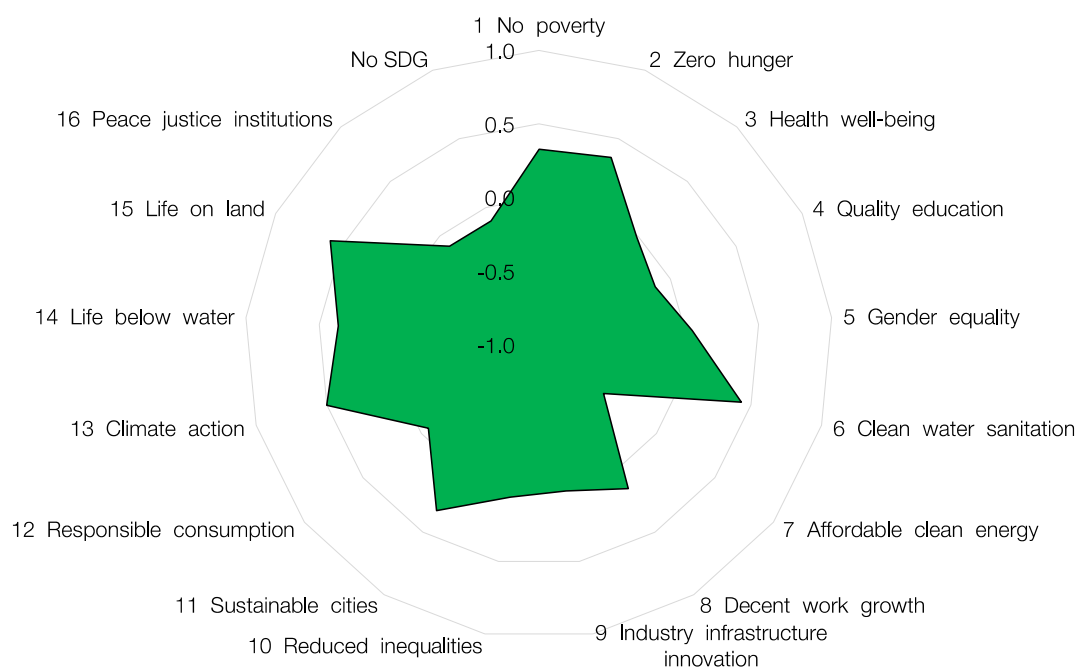 1 No poverty
1.0
No SDG
2 Zero hunger
16 Peace justice institutions
0.5
3 Health well-being
15 Life on land
0.0
4 Quality education
-0.5
14 Life below water
5 Gender equality
-1.0
13 Climate action
6 Clean water sanitation
12 Responsible consumption
7 Affordable clean energy
11 Sustainable cities
8 Decent work growth
10 Reduced inequalities
9 Industry infrastructure
innovation